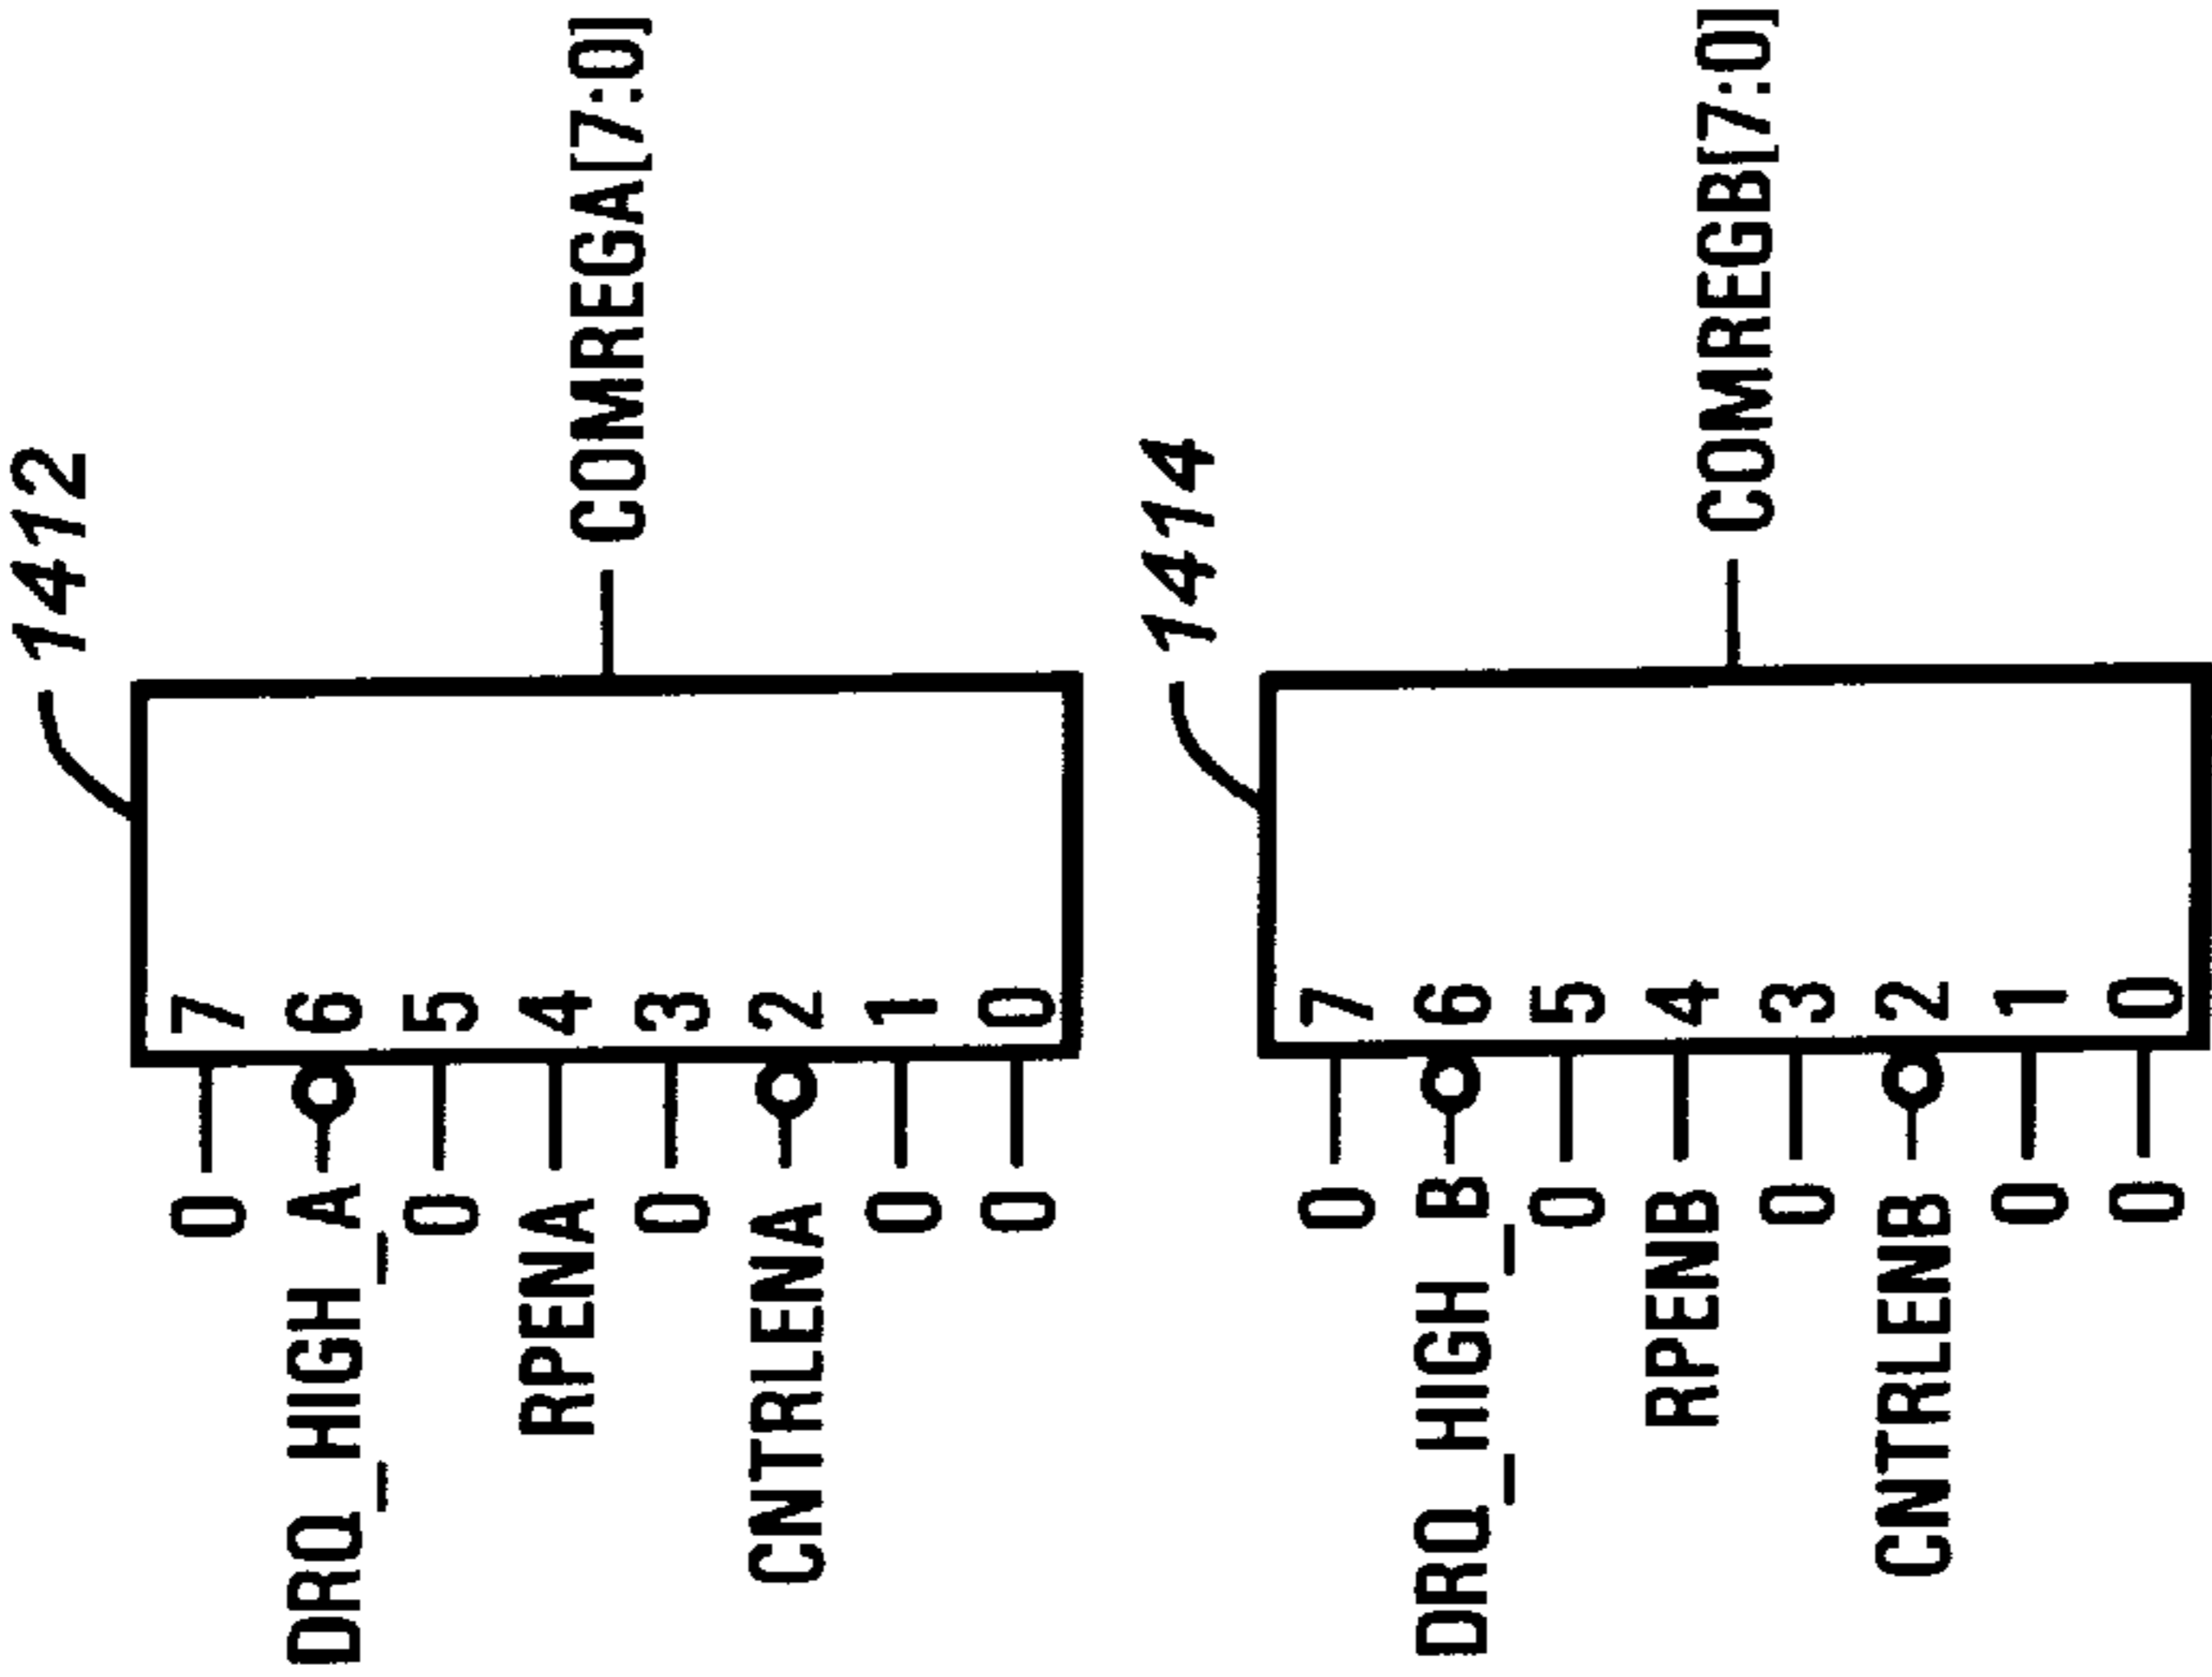 1412
0 7
DRQ_HIGH_A 6
0 5
RPENA 4
0 3
CNTRLENA 2
0 1
0 0
COMREGA[7:0]
1414
0 7
DRQ_HIGH_B 6
0 5
RPENB 4
0 3
CNTRLENB 2
0 1
0 0
COMREGB[7:0]